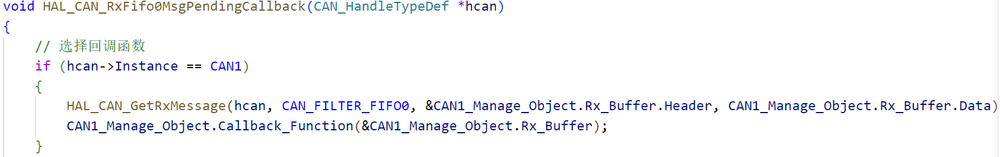 void HAL_CAN_RxFifo0MsgPendingCallback(CAN_HandleTypeDef *hcan)
{
    // 选择回调函数
    if (hcan->Instance == CAN1)
    {
        HAL_CAN_GetRxMessage(hcan, CAN_FILTER_FIFO0, &CAN1_Manage_Object.Rx_Buffer.Header, CAN1_Manage_Object.Rx_Buffer.Data)
        CAN1_Manage_Object.Callback_Function(&CAN1_Manage_Object.Rx_Buffer);
    }